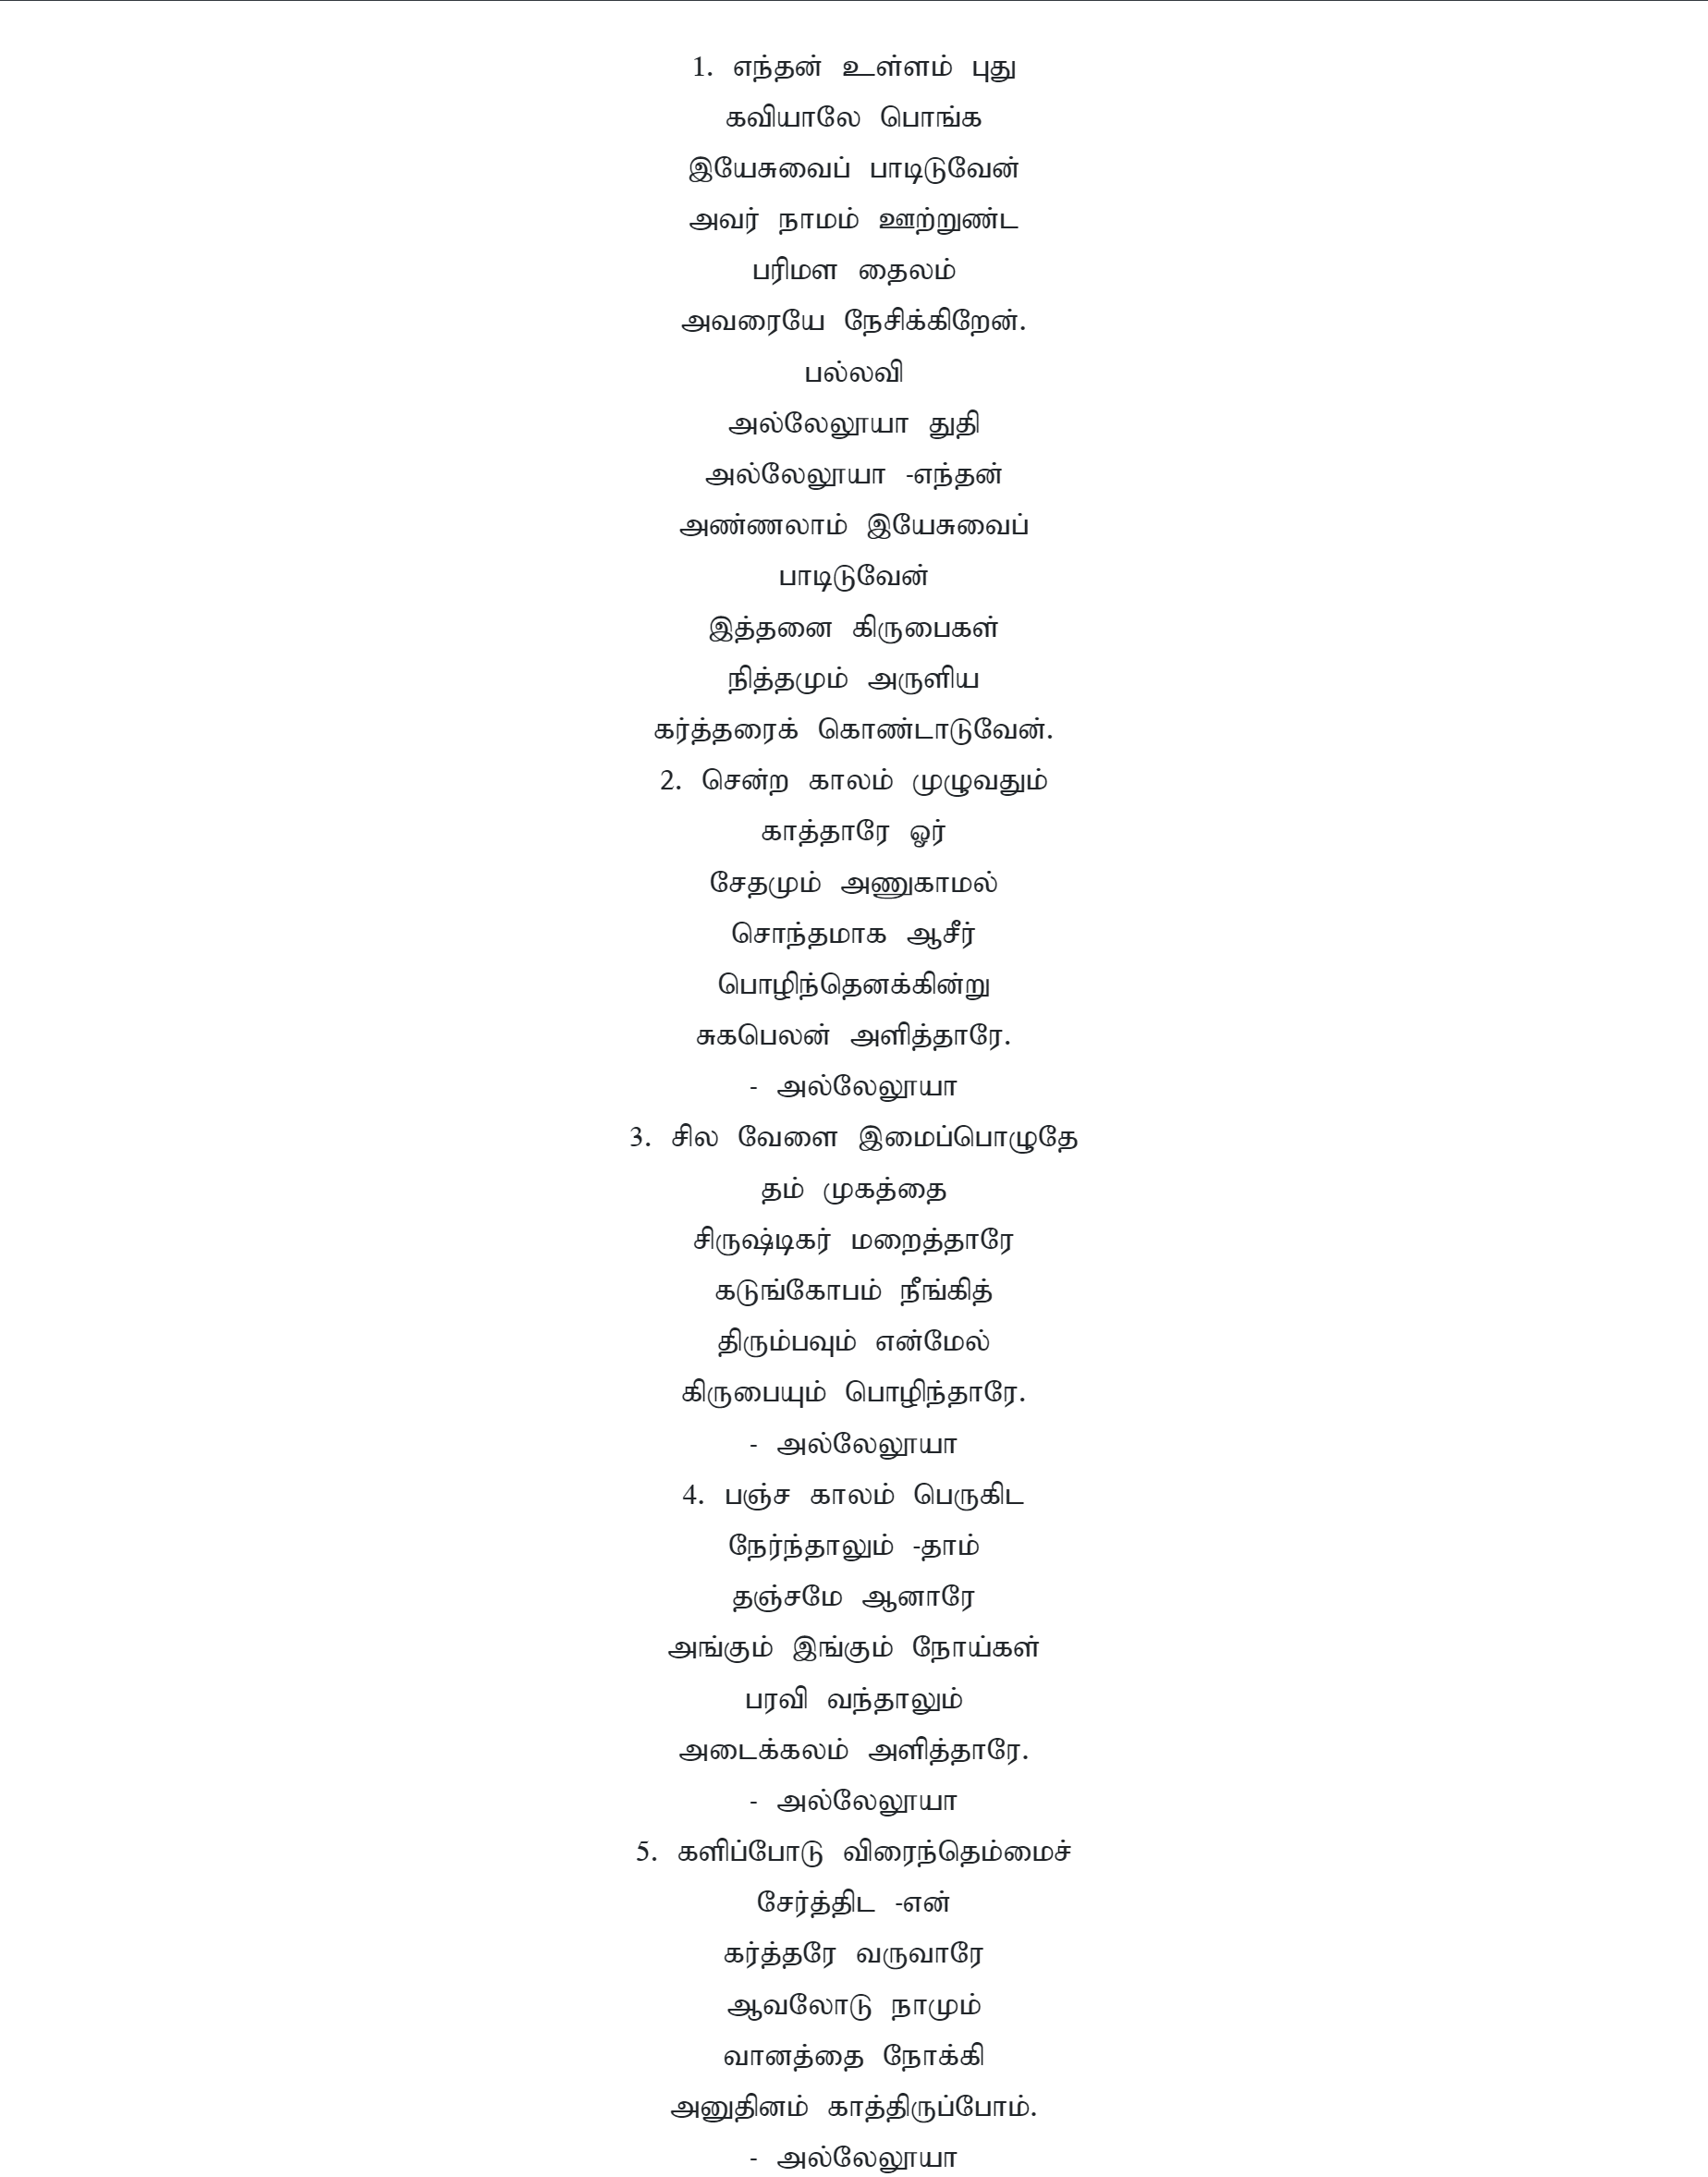 1. எந்தன் உள்ளம் புது
கவியாலே பொங்க
இயேசுவைப் பாடிடுவேன்
அவர் நாமம் ஊற்றுண்ட
பரிமள தைலம்
அவரையே நேசிக்கிறேன்.
பல்லவி
அல்லேலூயா துதி
அல்லேலூயா -எந்தன்
அண்ணலாம் இயேசுவைப்
பாடிடுவேன்
இத்தனை கிருபைகள்
நித்தமும் அருளிய
கர்த்தரைக் கொண்டாடுவேன்.
2. சென்ற காலம் முழுவதும்
காத்தாரே ஓர்
சேதமும் அணுகாமல்
சொந்தமாக ஆசீர்
பொழிந்தெனக்கின்று
சுகபெலன் அளித்தாரே.
- அல்லேலூயா
3. சில வேளை இமைப்பொழுதே
தம் முகத்தை
சிருஷ்டிகர் மறைத்தாரே
கடுங்கோபம் நீங்கித்
திரும்பவும் என்மேல்
கிருபையும் பொழிந்தாரே.
- அல்லேலூயா
4. பஞ்ச காலம் பெருகிட
நேர்ந்தாலும் -தாம்
தஞ்சமே ஆனாரே
அங்கும் இங்கும் நோய்கள்
பரவி வந்தாலும்
அடைக்கலம் அளித்தாரே.
- அல்லேலூயா
5. களிப்போடு விரைந்தெம்மைச்
சேர்த்திட -என்
கர்த்தரே வருவாரே
ஆவலோடு நாமும்
வானத்தை நோக்கி
அனுதினம் காத்திருப்போம்.
- அல்லேலூயா